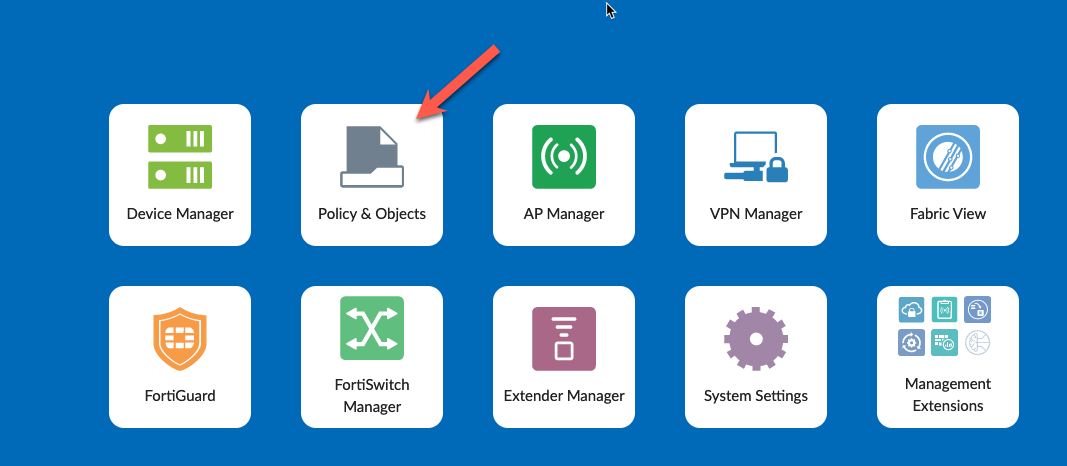 Device Manager
Policy & Objects
AP Manager
VPN Manager
Fabric View
FortiGuard
FortiSwitch
Manager
Extender Manager
System Settings
Management
Extensions